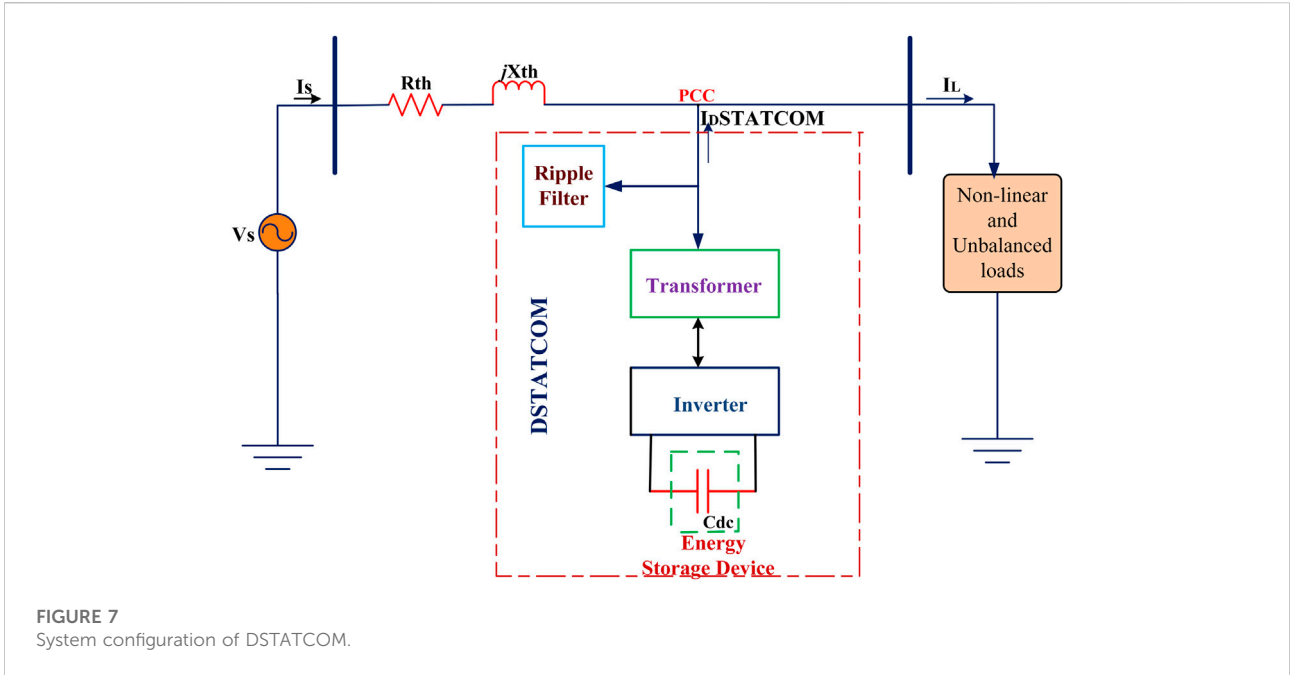 Is
Rth
jXth
PCC
IDSTATCOM
IL
Ripple
Filter
Non-linear
and
Unbalanced
loads
Vs
Transformer
DSTATCOM
Inverter
Cdc
Energy
Storage Device
FIGURE 7
System configuration of DSTATCOM.